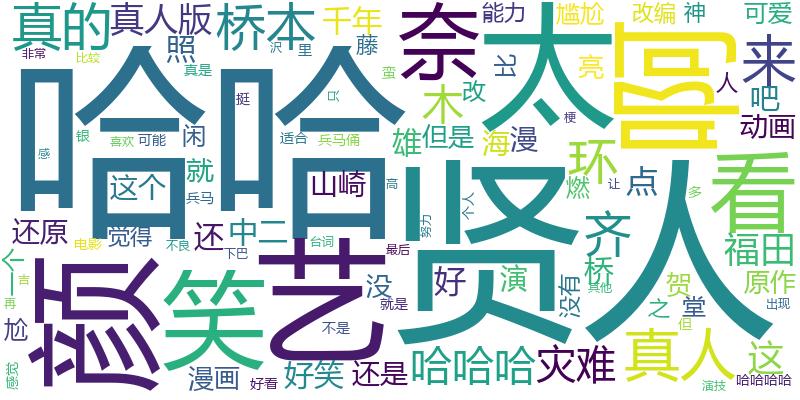 真的
真人版
桥本
千年
奈
能力
太
尴尬
改编
神
可爱
非常
比较
照
沢
里
藤
真是
蛮
比
亮
啊
来
吧
人
哈哈
挺
只
木
改
雄
但是
海
漫
梗
动画
感
银
喜欢
可能
闲
适合
兵马俑
就
兵马
这个
山崎
高
努力
个人
贤人
环
燃
让
点
多
看
还原
电影
觉得
还
中二
不良
下巴
台词
最后
一个
吉
再
尬
感觉
颜
笑
艺
没
就是
不是
好
演
没有
齐
桥
其他
贺
之
堂
但
福田
原作
出现
漫画
好看
好笑
还是
哈哈哈
灾难
真人
这
演技
哈哈哈哈